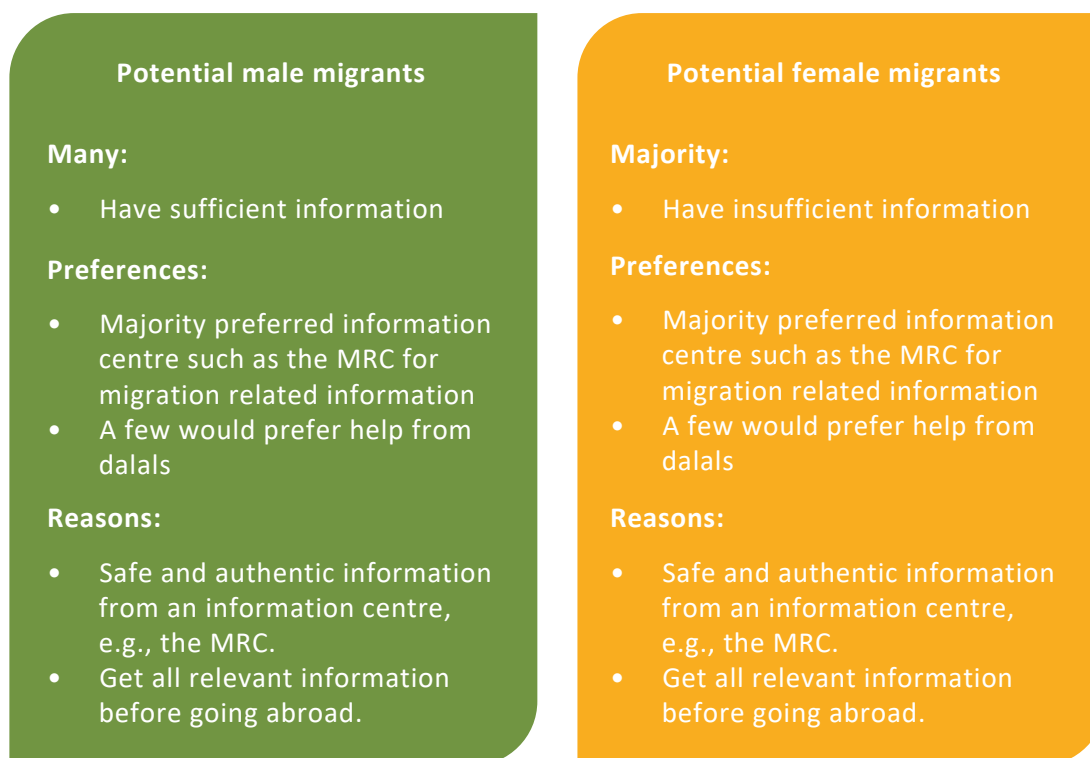 Potential male migrants
Many:
• Have sufficient information
Preferences:
• Majority preferred information
centre such as the MRC for
migration related information
• A few would prefer help from
dalals
Reasons:
• Safe and authentic information
from an information centre,
e.g., the MRC.
• Get all relevant information
before going abroad.
Potential female migrants
Majority:
• Have insufficient information
Preferences:
• Majority preferred information
centre such as the MRC for
migration related information
• A few would prefer help from
dalals
Reasons:
• Safe and authentic information
from an information centre,
e.g., the MRC.
• Get all relevant information
before going abroad.